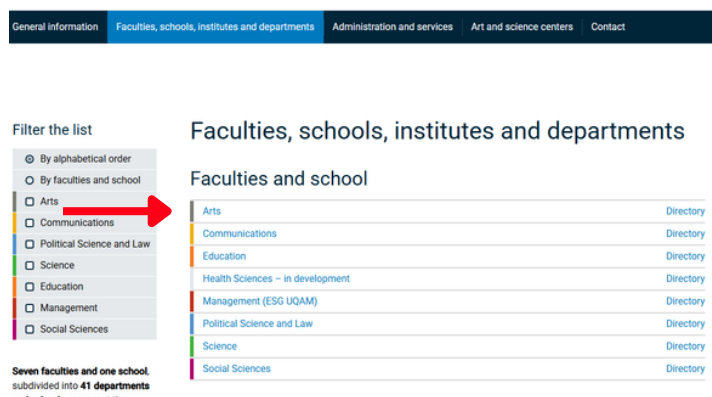 General information Faculties, schools, institutes and departments Administration and services Art and science centers Contact
Filter the list
By alphabetical order
By faculties and school
Arts
Communications
Political Science and Law
Science
Education
Management
Social Sciences
Seven faculties and one school,
subdivided into 41 departments
Faculties, schools, institutes and departments
Faculties and school
Arts Directory
Communications Directory
Education Directory
Health Sciences – in development Directory
Management (ESG UQAM) Directory
Political Science and Law Directory
Science Directory
Social Sciences Directory